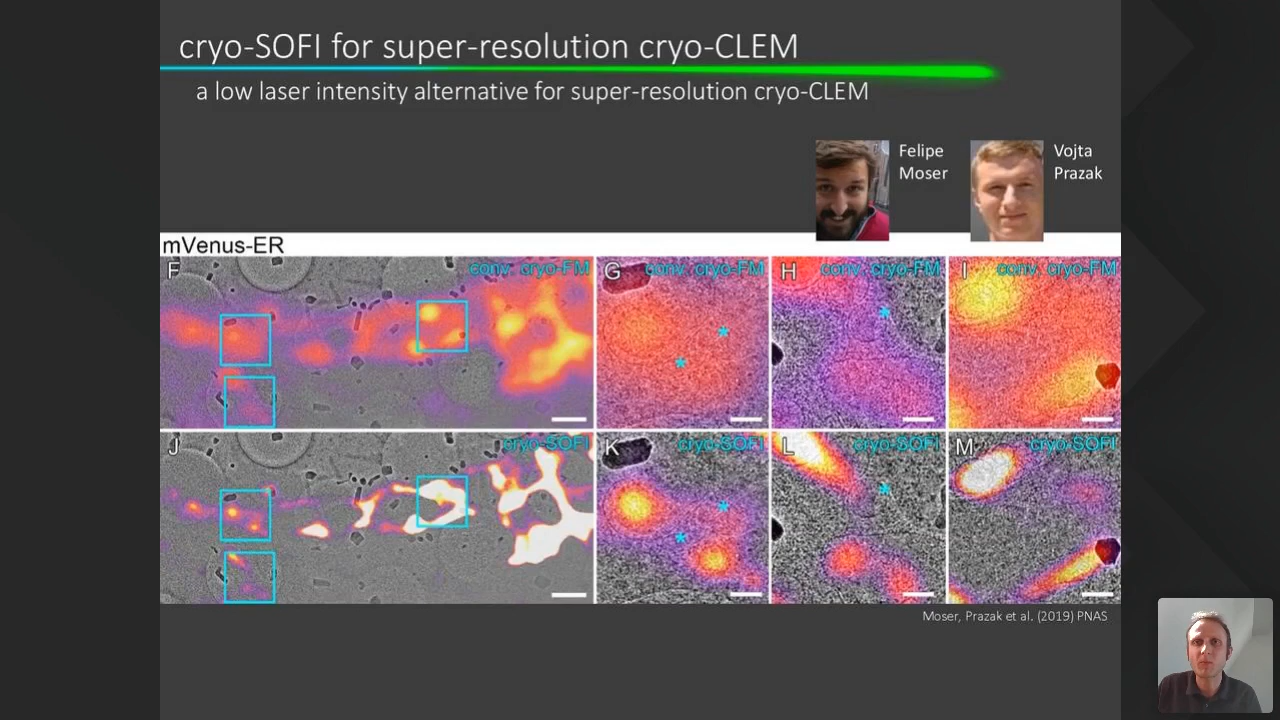 cryo-SOFI for super-resolution cryo-CLEM
a low laser intensity alternative for super-resolution cryo-CLEM
Felipe
Moser
Vojta
Prazak
mVenus-ER
F conv. cryo-FM
G conv. cryo-FM
H conv. cryo-FM
I conv. cryo-FM
J cryo-SOFI
K cryo-SOFI
L cryo-SOFI
M cryo-SOFI
Moser, Prazak et al. (2019) PNAS